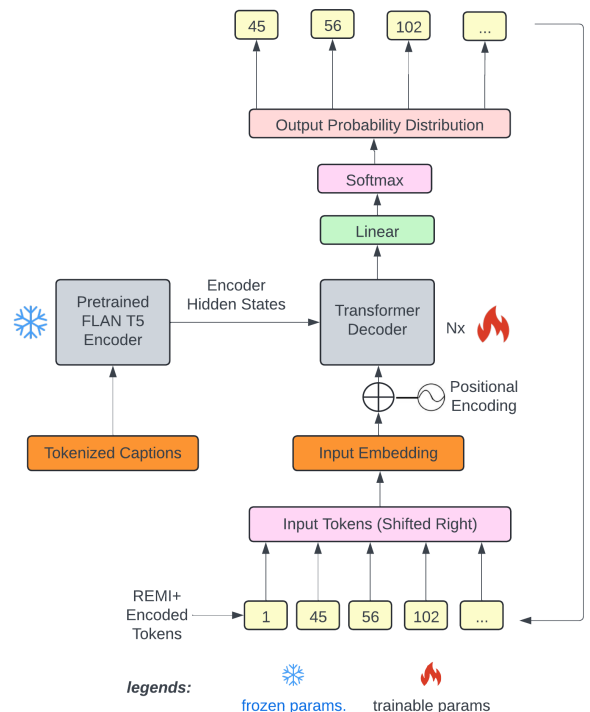 45
56
102
...
Output Probability Distribution
Softmax
Linear
Encoder
Hidden States
Pretrained
FLAN T5
Encoder
Transformer
Decoder
Nx
Positional
Encoding
Tokenized Captions
Input Embedding
Input Tokens (Shifted Right)
REMI+
Encoded
Tokens
1
45
56
102
...
legends:
frozen params.
trainable params